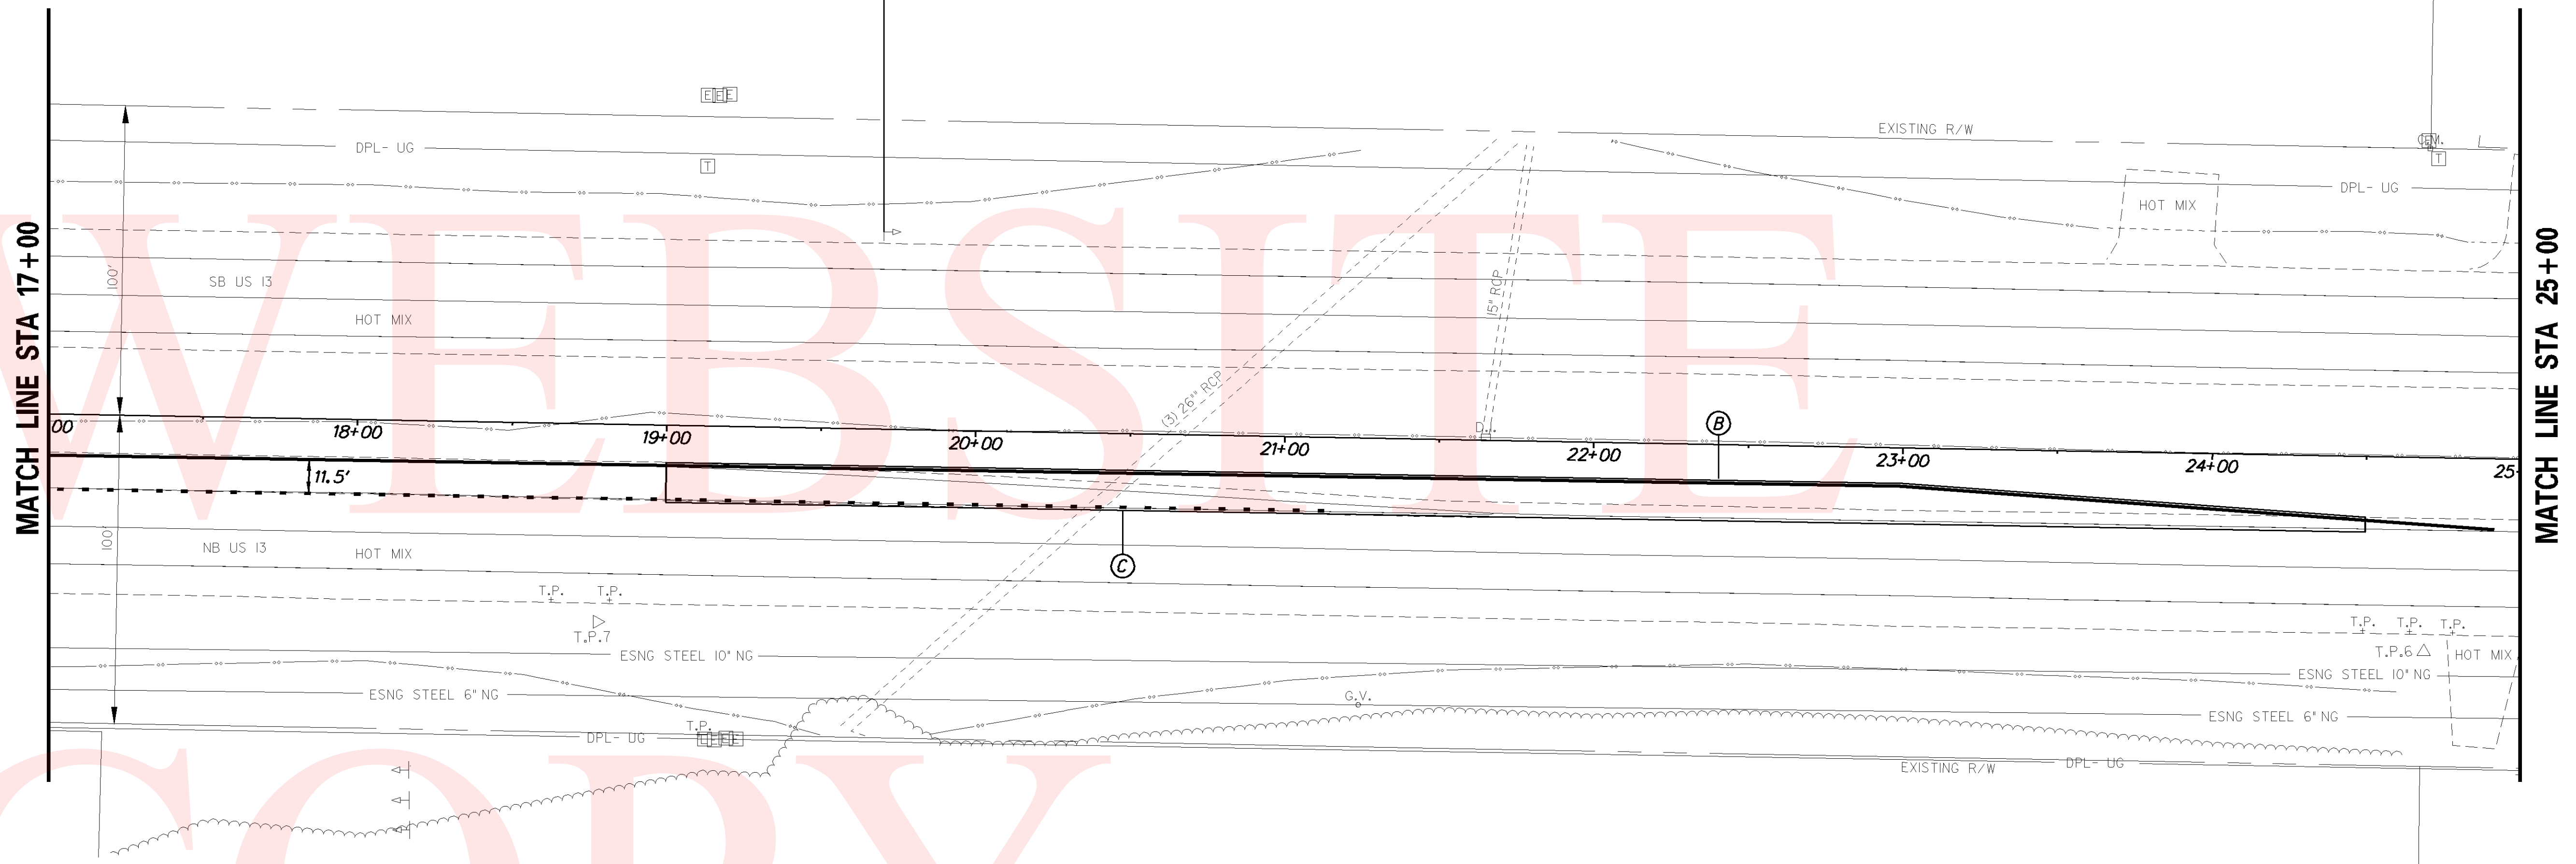 E E E
EXISTING R/W
DPL- UG
T
T
DPL- UG
HOT MIX
MATCH LINE STA 17+00
MATCH LINE STA 25+00
WEBSITE
100'
SB US 13
15" RCP
HOT MIX
(3) 26" RCP
00
18+00
19+00
20+00
21+00
D.I.
22+00
B
23+00
24+00
25
11.5'
100'
NB US 13
HOT MIX
C
T.P.
T.P.
T.P.7
T.P.
T.P.
T.P.
T.P.6
HOT MIX
ESNG STEEL 10" NG
ESNG STEEL 10" NG
ESNG STEEL 6" NG
G.V.
ESNG STEEL 6" NG
T.P.
DPL- UG
EXISTING R/W
DPL- UG
COPY